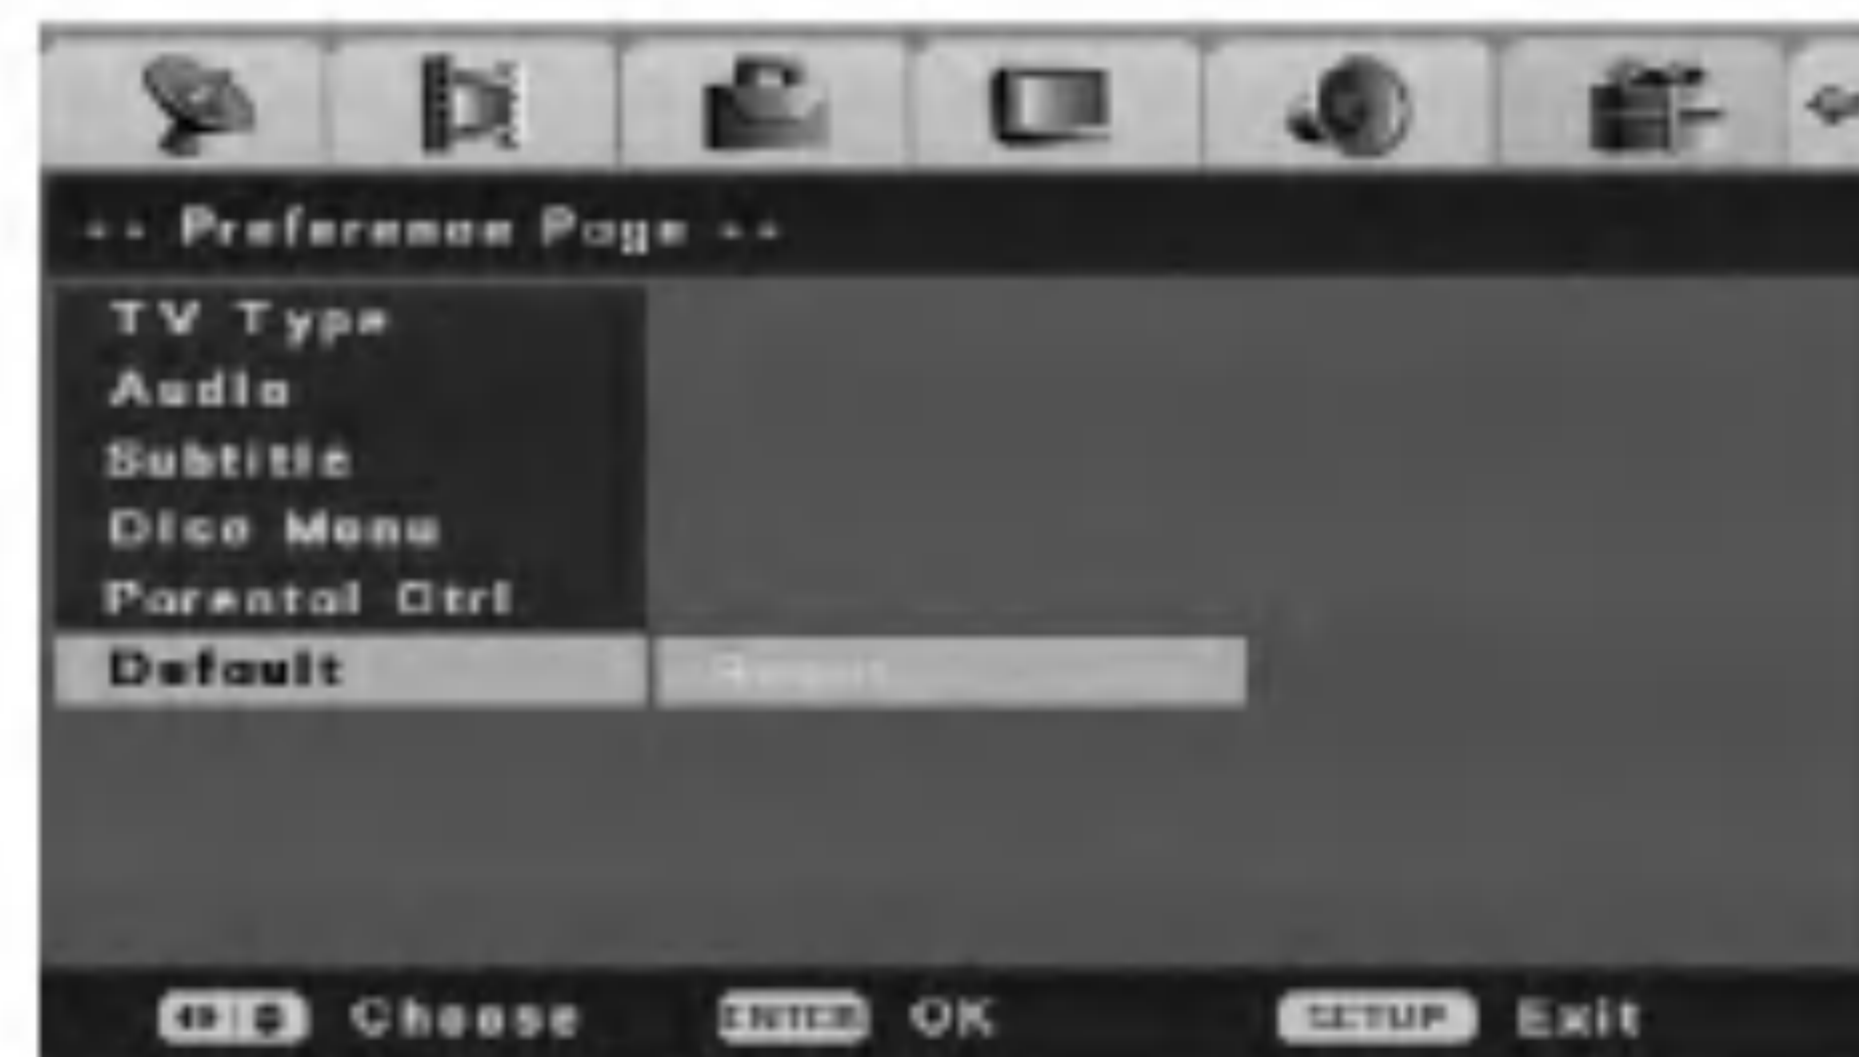 -- Preference Page --
TV Type
Audio
Subtitle
Disc Menu
Parental Ctrl
Default
Choose
ENTER OK
SETUP Exit